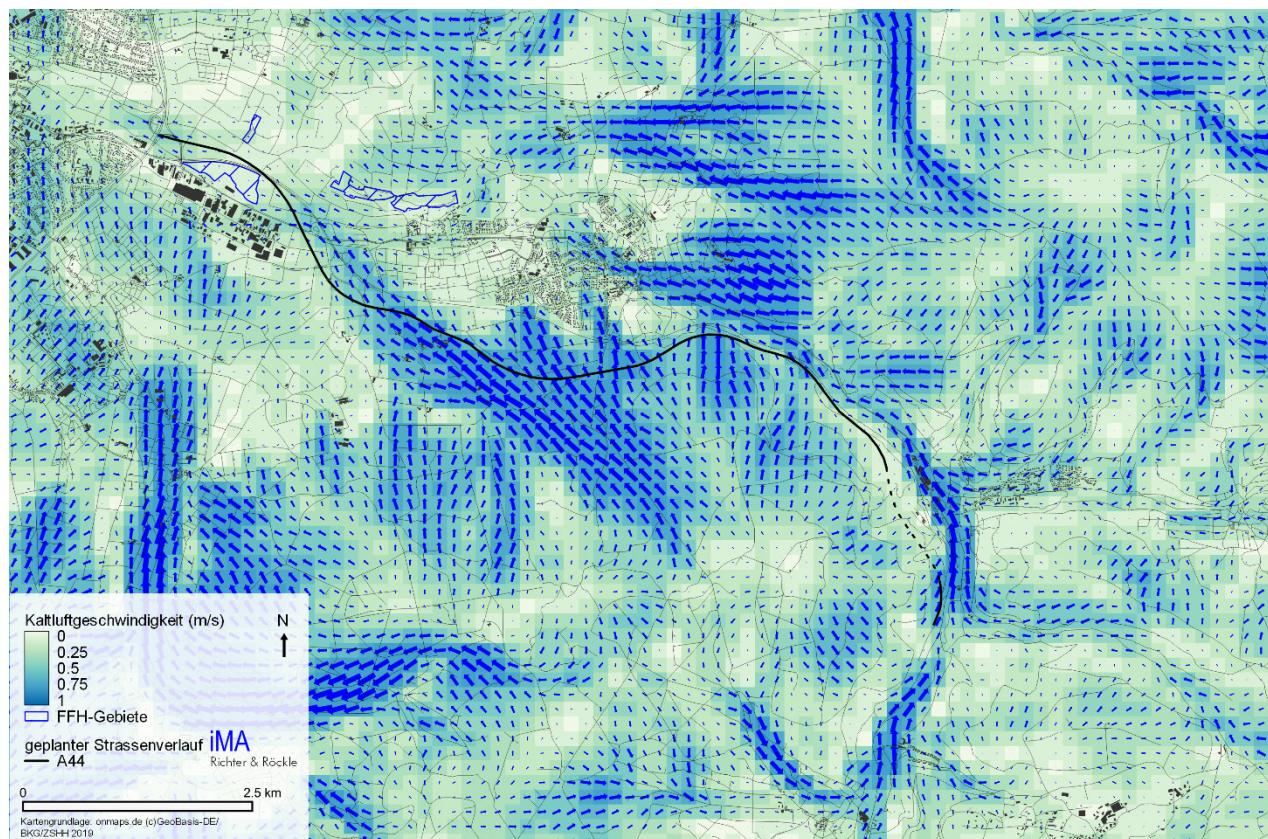 Kaltluftgeschwindigkeit (m/s)
N
0
0.25
0.5
0.75
1
FFH-Gebiete
geplanter Strassenverlauf
A44
iMA
Richter & Röckle
0
2.5 km
Kartengrundlage: onmaps.de (c)GeoBasis-DE/
BKG/ZSHH 2019